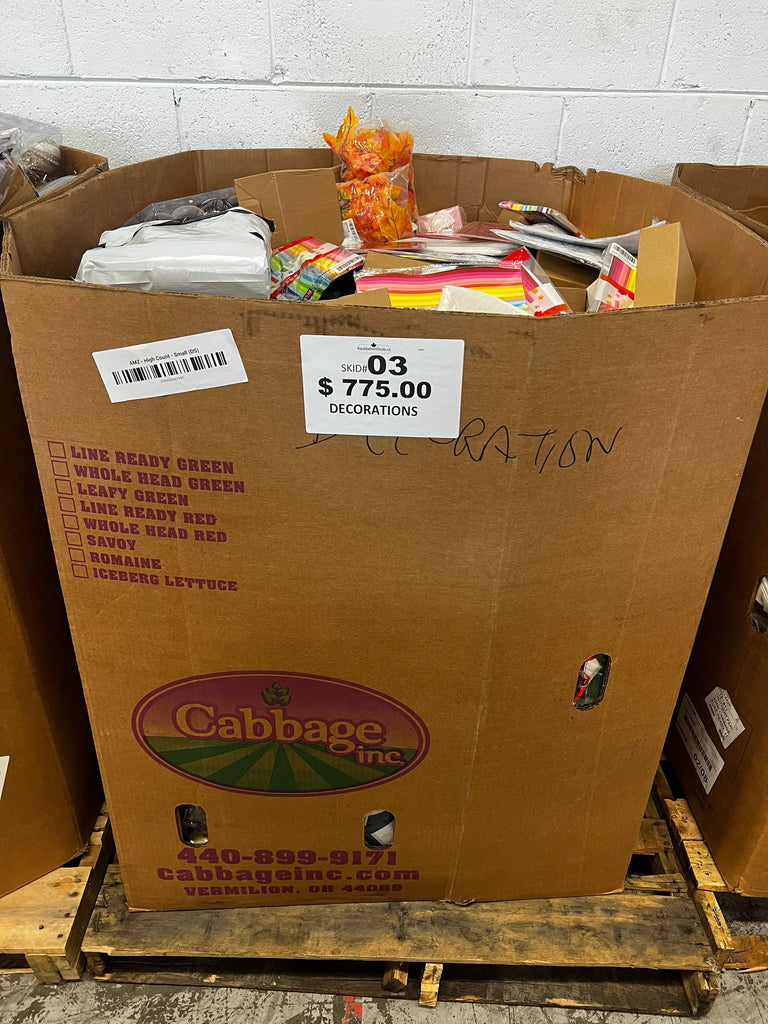 AMZ - High Count - Small (DS)
SKID# 03
$ 775.00
DECORATIONS
DECORATION
LINE READY GREEN
WHOLE HEAD GREEN
LEAFY GREEN
LINE READY RED
WHOLE HEAD RED
SAVOY
ROMAINE
ICEBERG LETTUCE
Cabbage
inc.
440-899-9171
cabbageinc.com
VERMILION, OH 44089